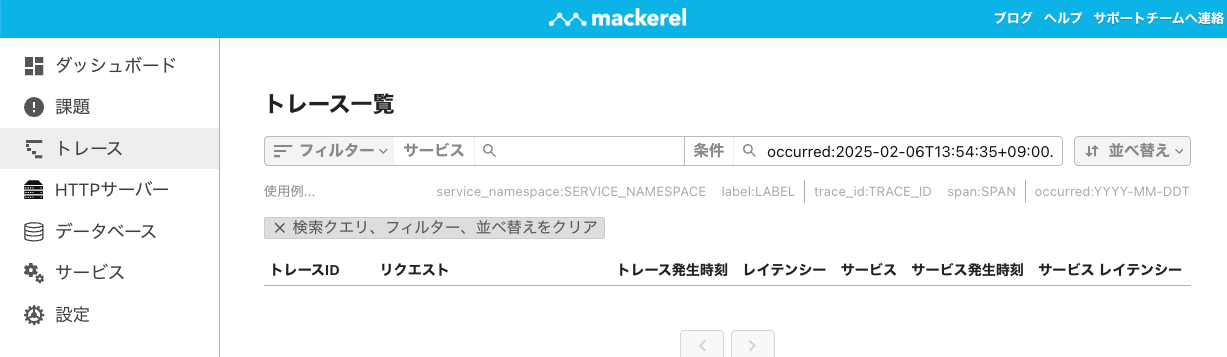 mackerel
ブログ ヘルプ サポートチームへ連絡
ダッシュボード
課題
トレース
HTTPサーバー
データベース
サービス
設定
トレース一覧
フィルター サービス 条件 occurred:2025-02-06T13:54:35+09:00. 並べ替え
使用例... service_namespace:SERVICE_NAMESPACE label:LABEL trace_id:TRACE_ID span:SPAN occurred:YYYY-MM-DDT
× 検索クエリ、フィルター、並べ替えをクリア
トレースID リクエスト トレース発生時刻 レイテンシー サービス サービス発生時刻 サービス レイテンシー